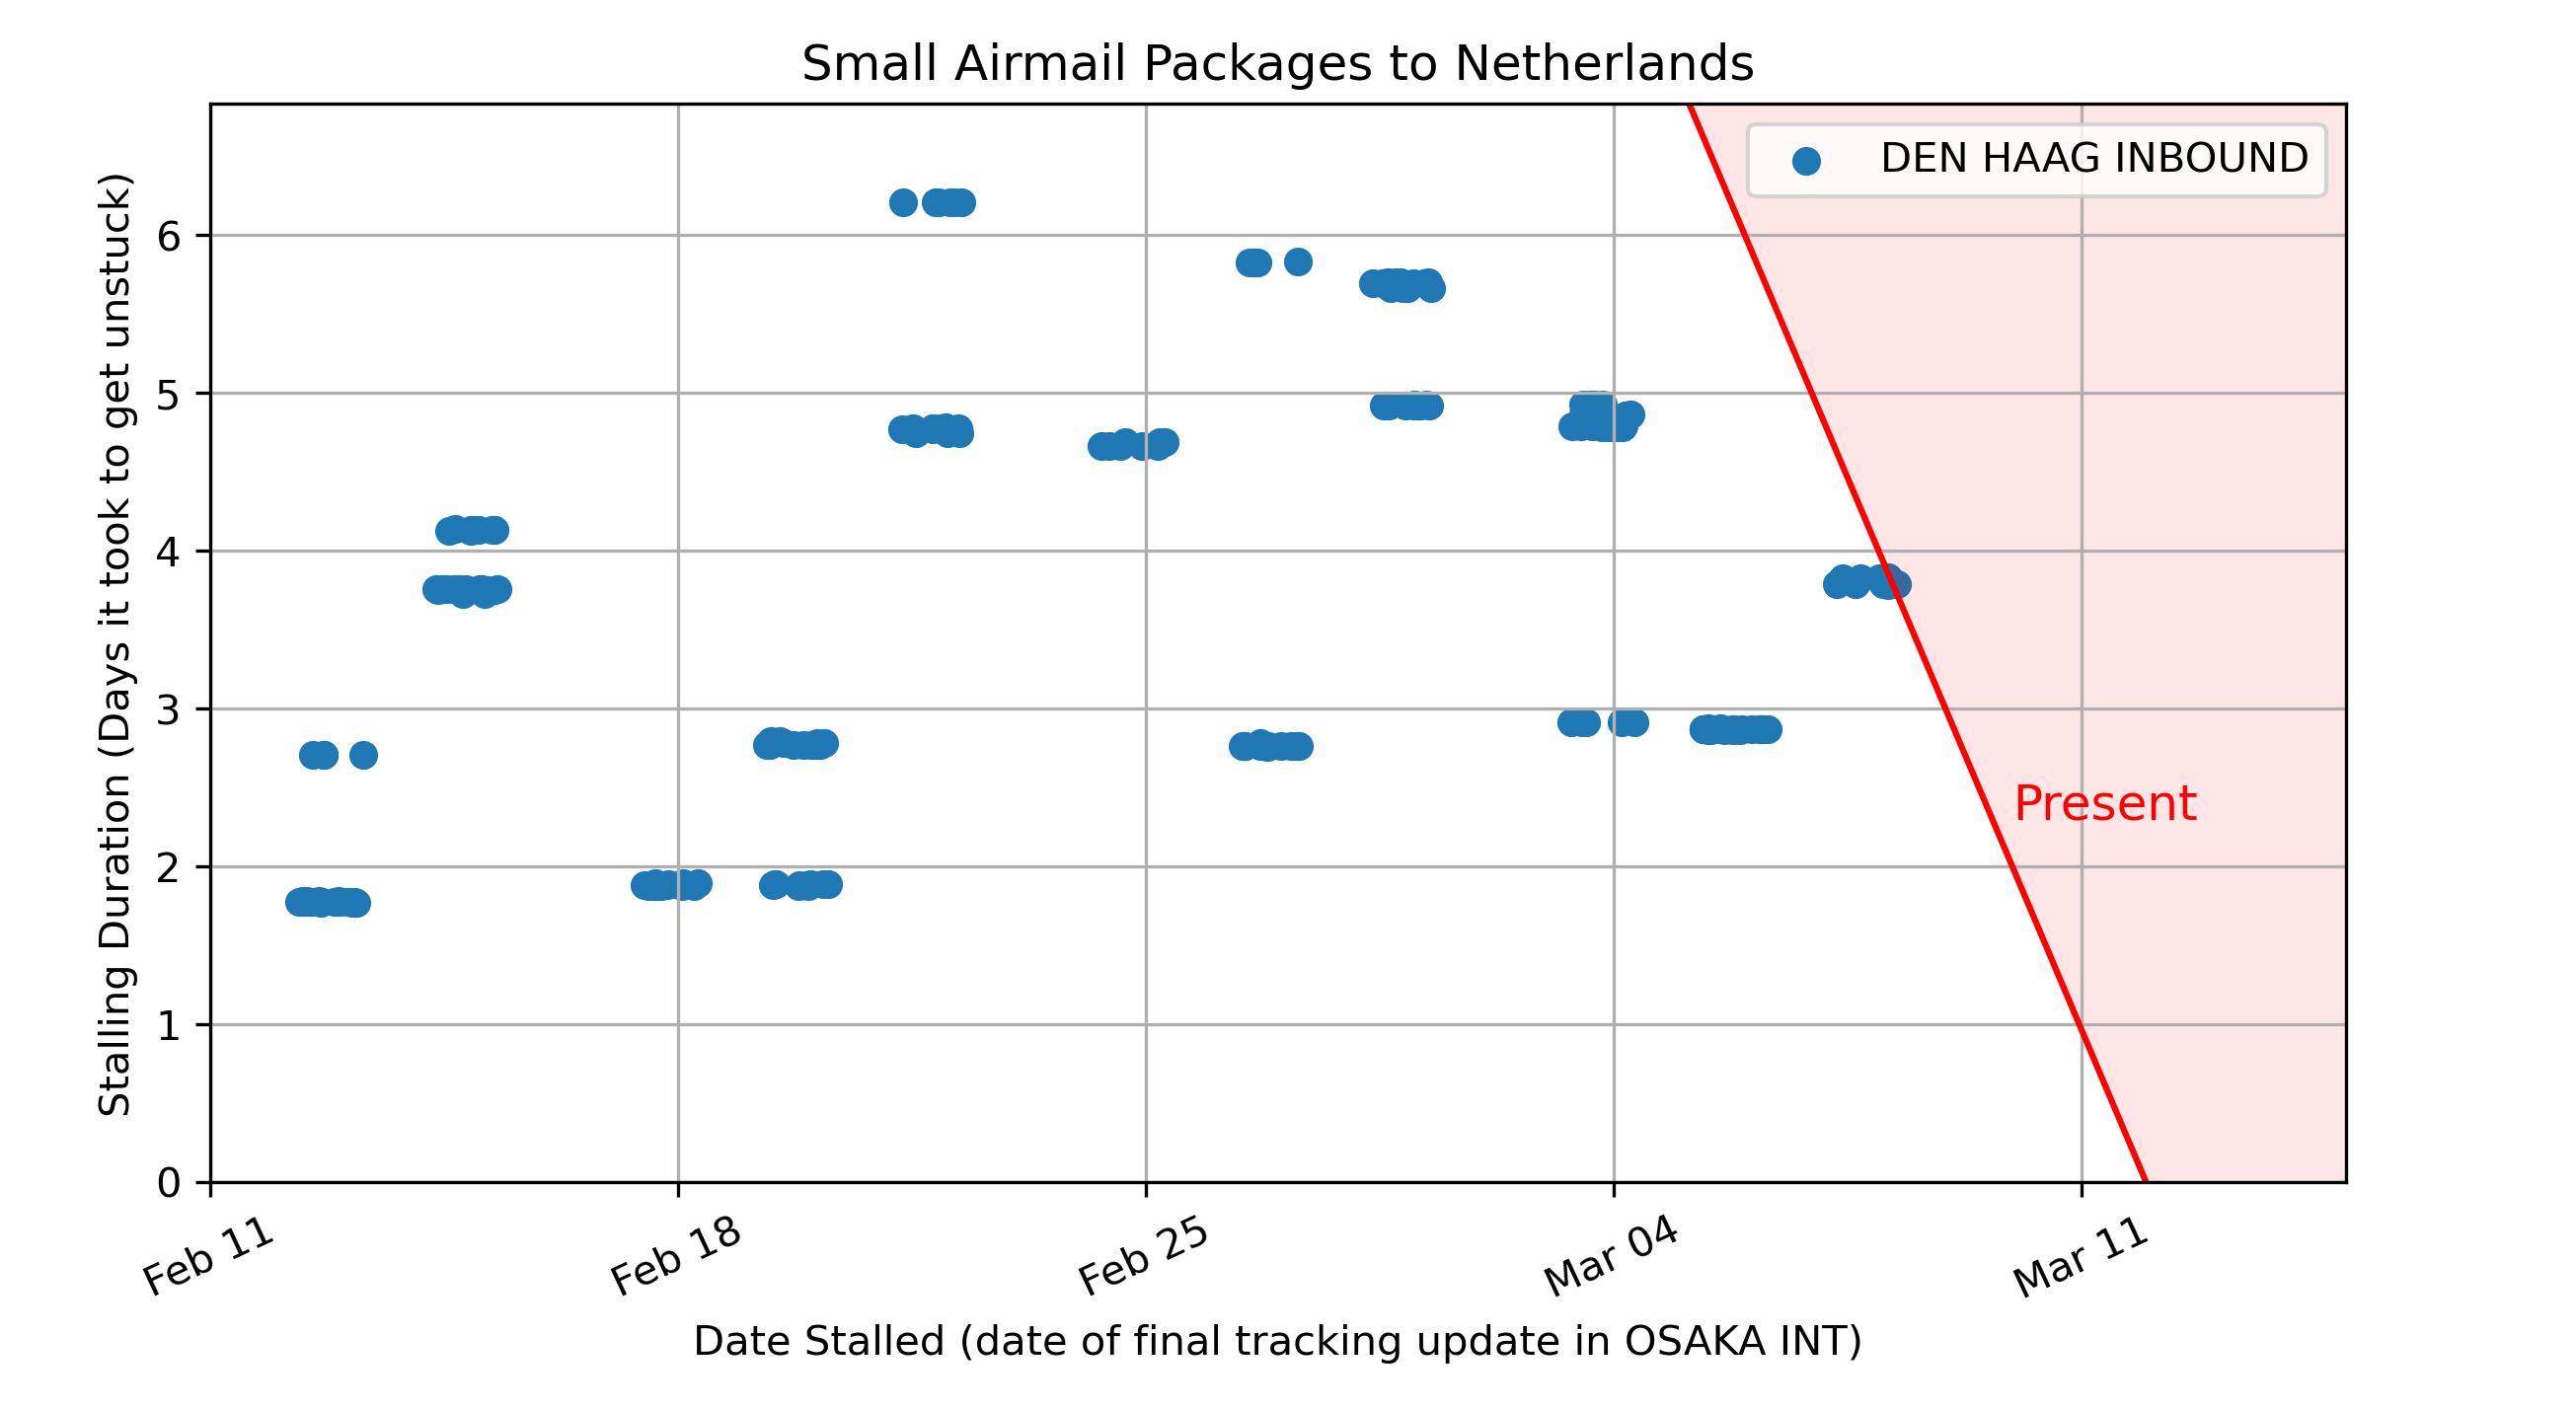 Small Airmail Packages to Netherlands
DEN HAAG INBOUND
Stalling Duration (Days it took to get unstuck)
6
5
4
3
2
1
0
Present
Feb 11
Feb 18
Feb 25
Mar 04
Mar 11
Date Stalled (date of final tracking update in OSAKA INT)